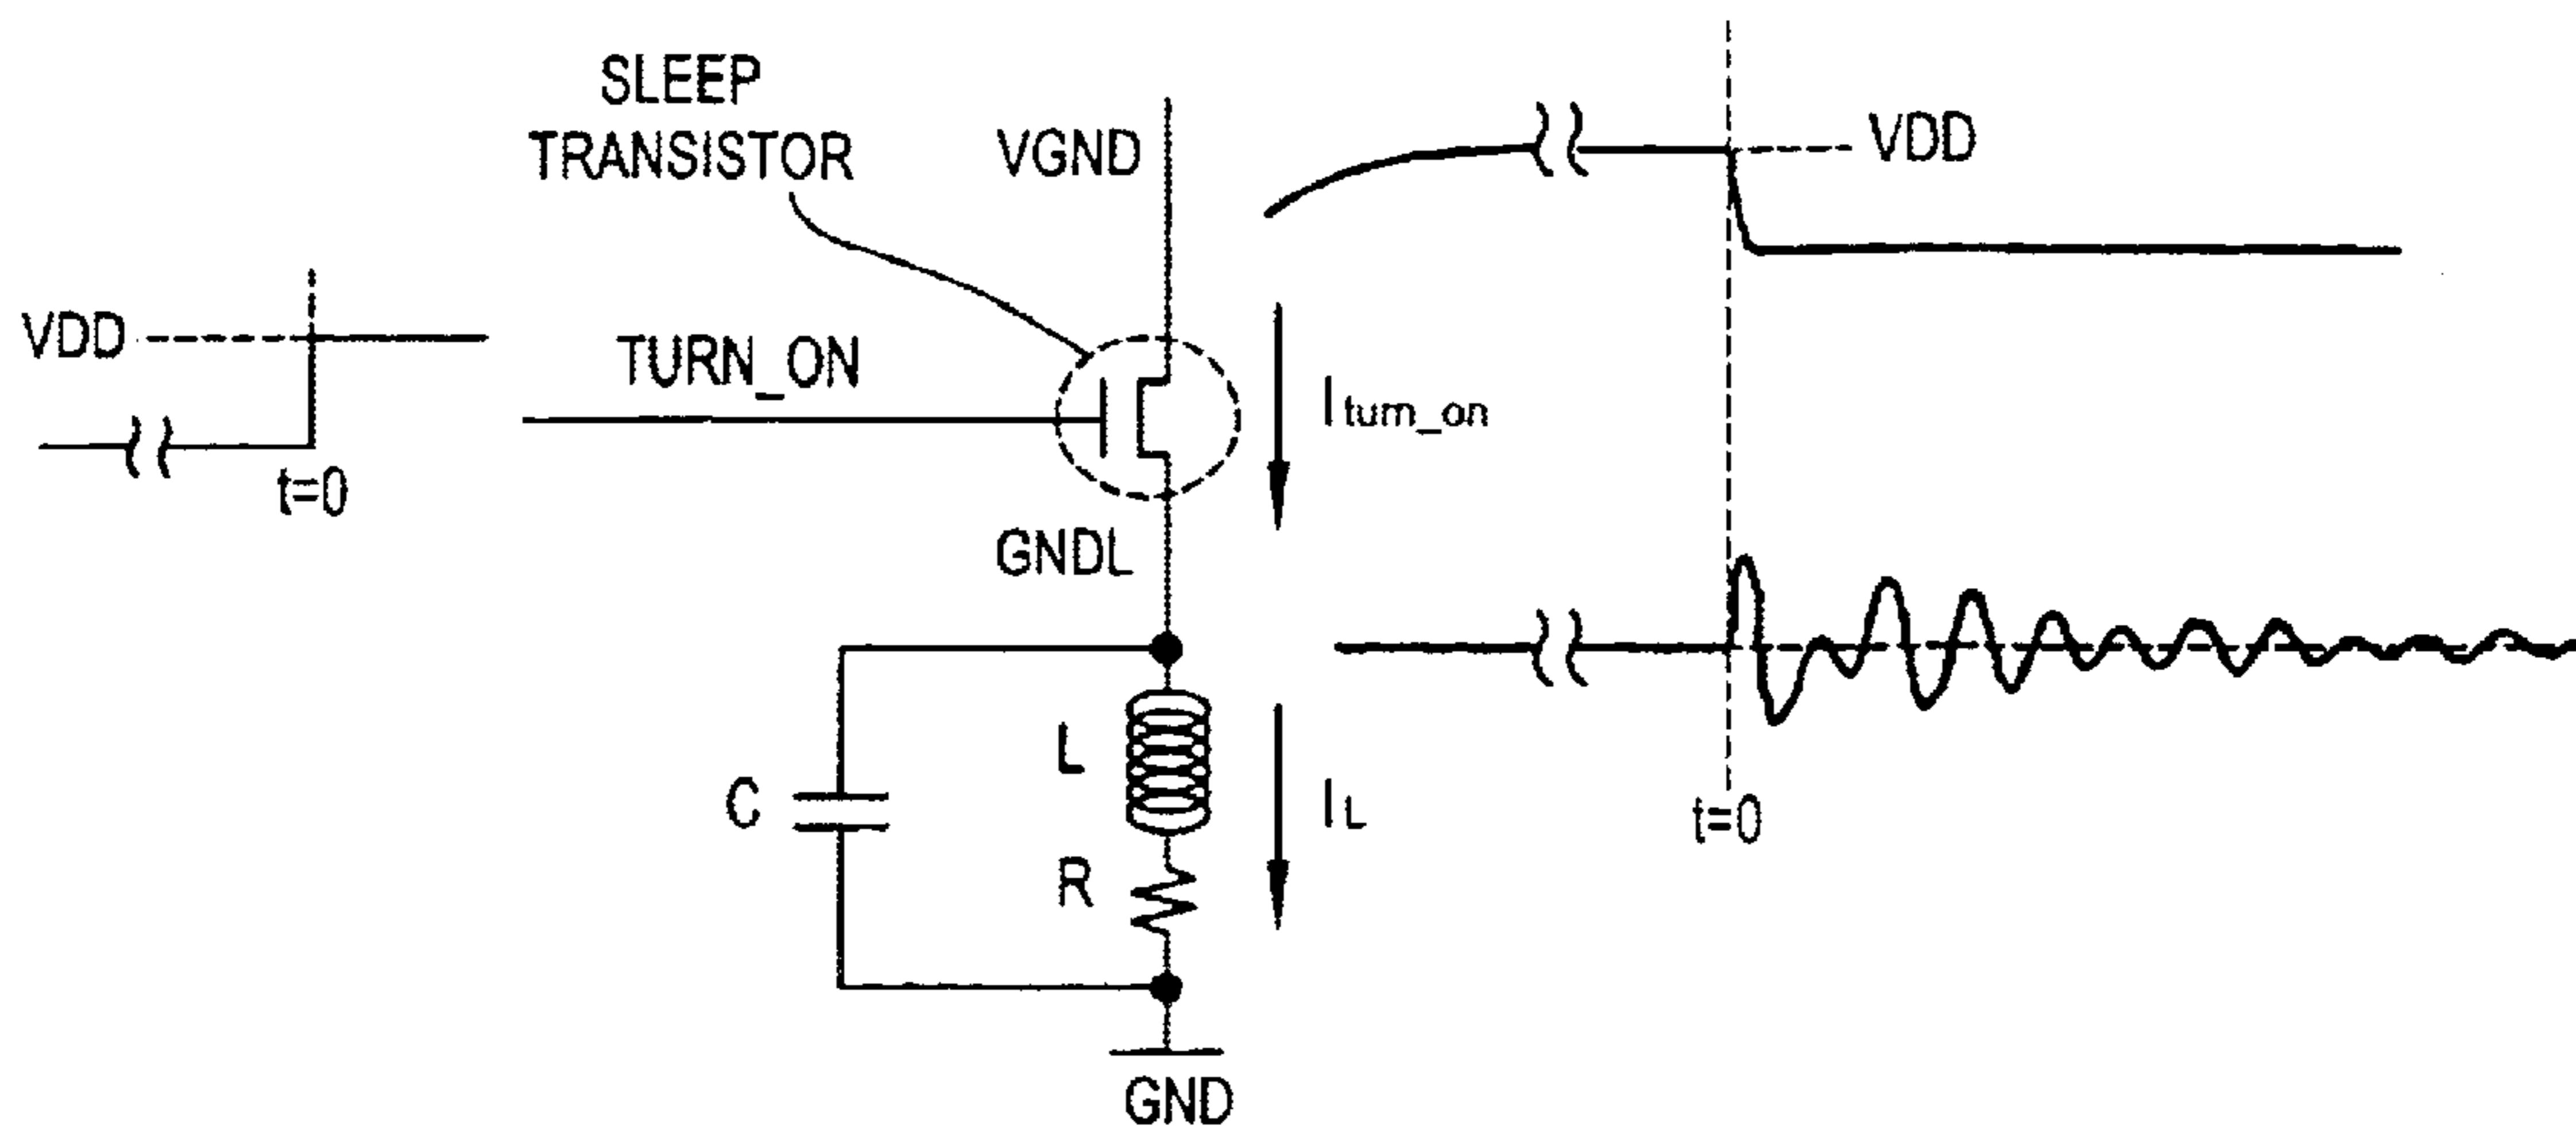 SLEEP
TRANSISTOR
VGND
VDD
VDD
TURN_ON
Iturn_on
t=0
GNDL
L
C
IL
t=0
R
GND